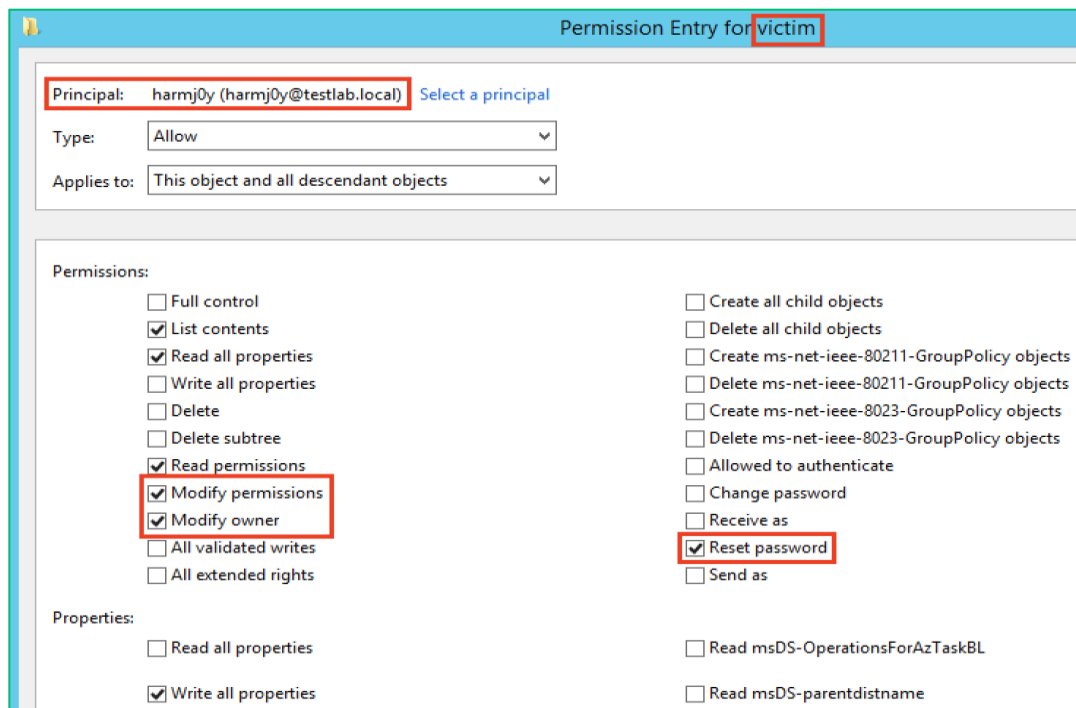 Permission Entry for victim
Principal: harmj0y (harmj0y@testlab.local) Select a principal
Type: Allow
Applies to: This object and all descendant objects
Permissions:
Full control
List contents
Read all properties
Write all properties
Delete
Delete subtree
Read permissions
Modify permissions
Modify owner
All validated writes
All extended rights
Create all child objects
Delete all child objects
Create ms-net-ieee-80211-GroupPolicy objects
Delete ms-net-ieee-80211-GroupPolicy objects
Create ms-net-ieee-8023-GroupPolicy objects
Delete ms-net-ieee-8023-GroupPolicy objects
Allowed to authenticate
Change password
Receive as
Reset password
Send as
Properties:
Read all properties
Write all properties
Read msDS-OperationsForAzTaskBL
Read msDS-parentdistname